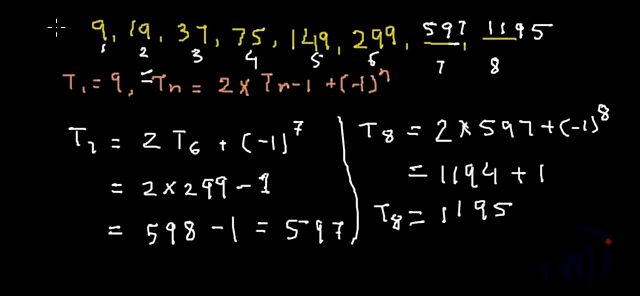 9, 19, 37, 75, 149, 299, 597, 1195
1 2 3 4 5 6 7 8
T₁ = 9, = Tn = 2 × Tn-1 + (-1)ⁿ
T₇ = 2 T₆ + (-1)⁷
= 2 × 299 - 1
= 598 - 1 = 597
T₈ = 2 × 597 + (-1)⁸
= 1194 + 1
T₈ = 1195